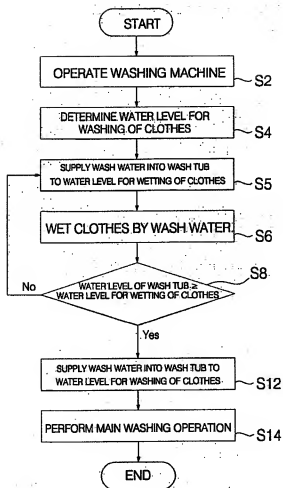 START
OPERATE WASHING MACHINE
S2
DETERMINE WATER LEVEL FOR
WASHING OF CLOTHES
S4
SUPPLY WASH WATER INTO WASH TUB
TO WATER LEVEL FOR WETTING OF CLOTHES
S5
WET CLOTHES BY WASH WATER
S6
S8
WATER LEVEL OF WASH TUB ≥
WATER LEVEL FOR WETTING OF CLOTHES
No
Yes
SUPPLY WASH WATER INTO WASH TUB TO
WATER LEVEL FOR WASHING OF CLOTHES
S12
PERFORM MAIN WASHING OPERATION
S14
END